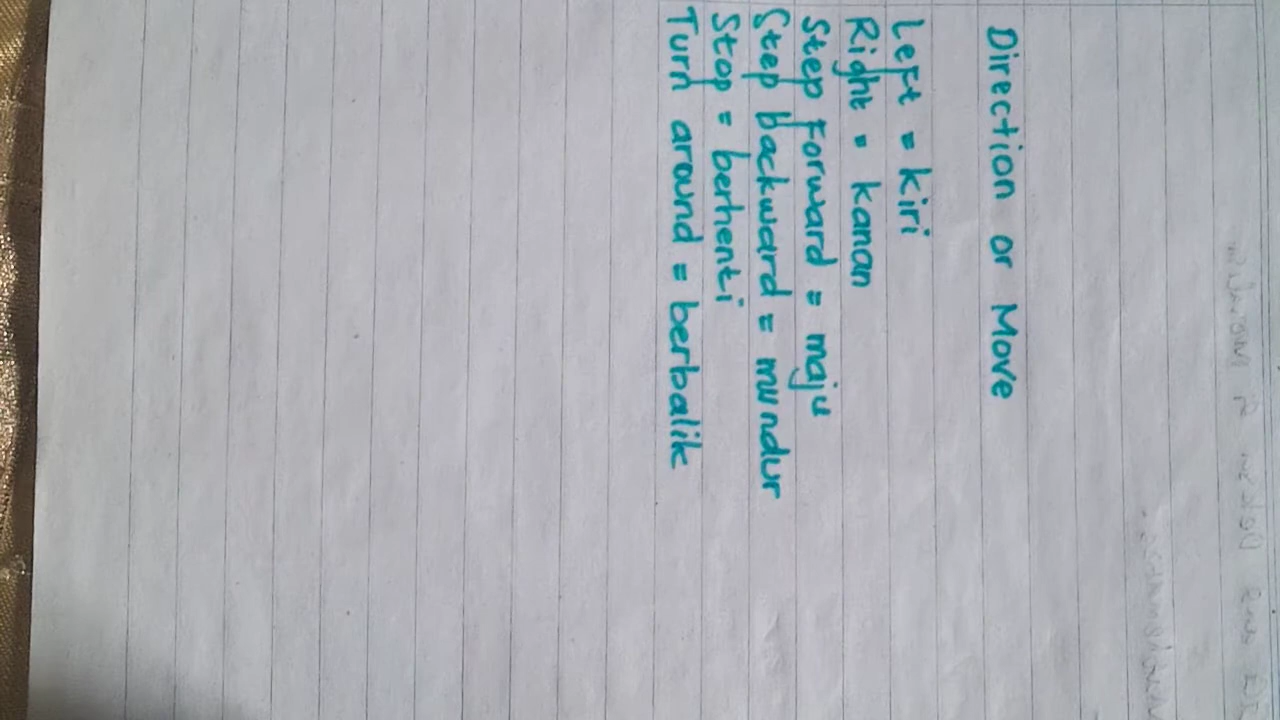 Direction or Move
Left = kiri
Right = kanan
Step Forward = maju
Step backward = mundur
Stop = berhenti
Turn around = berbalik